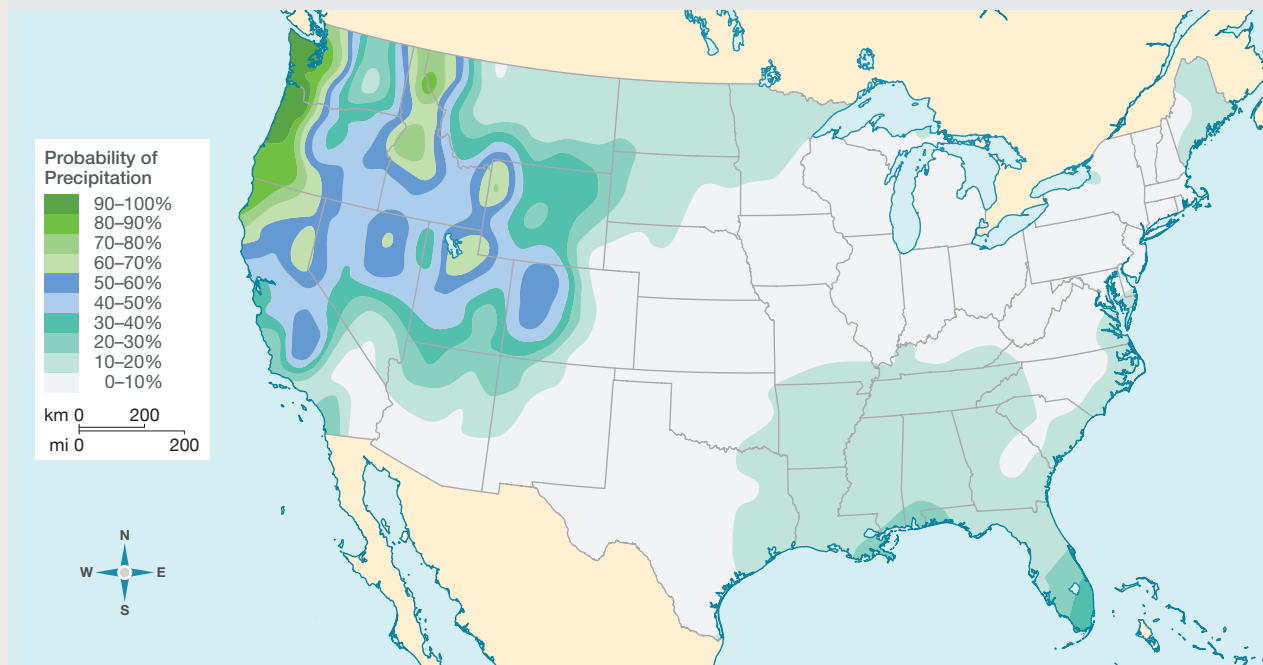 Probability of
Precipitation
90–100%
80–90%
70–80%
60–70%
50–60%
40–50%
30–40%
20–30%
10–20%
0–10%
km 0 200
mi 0 200
N
W E
S